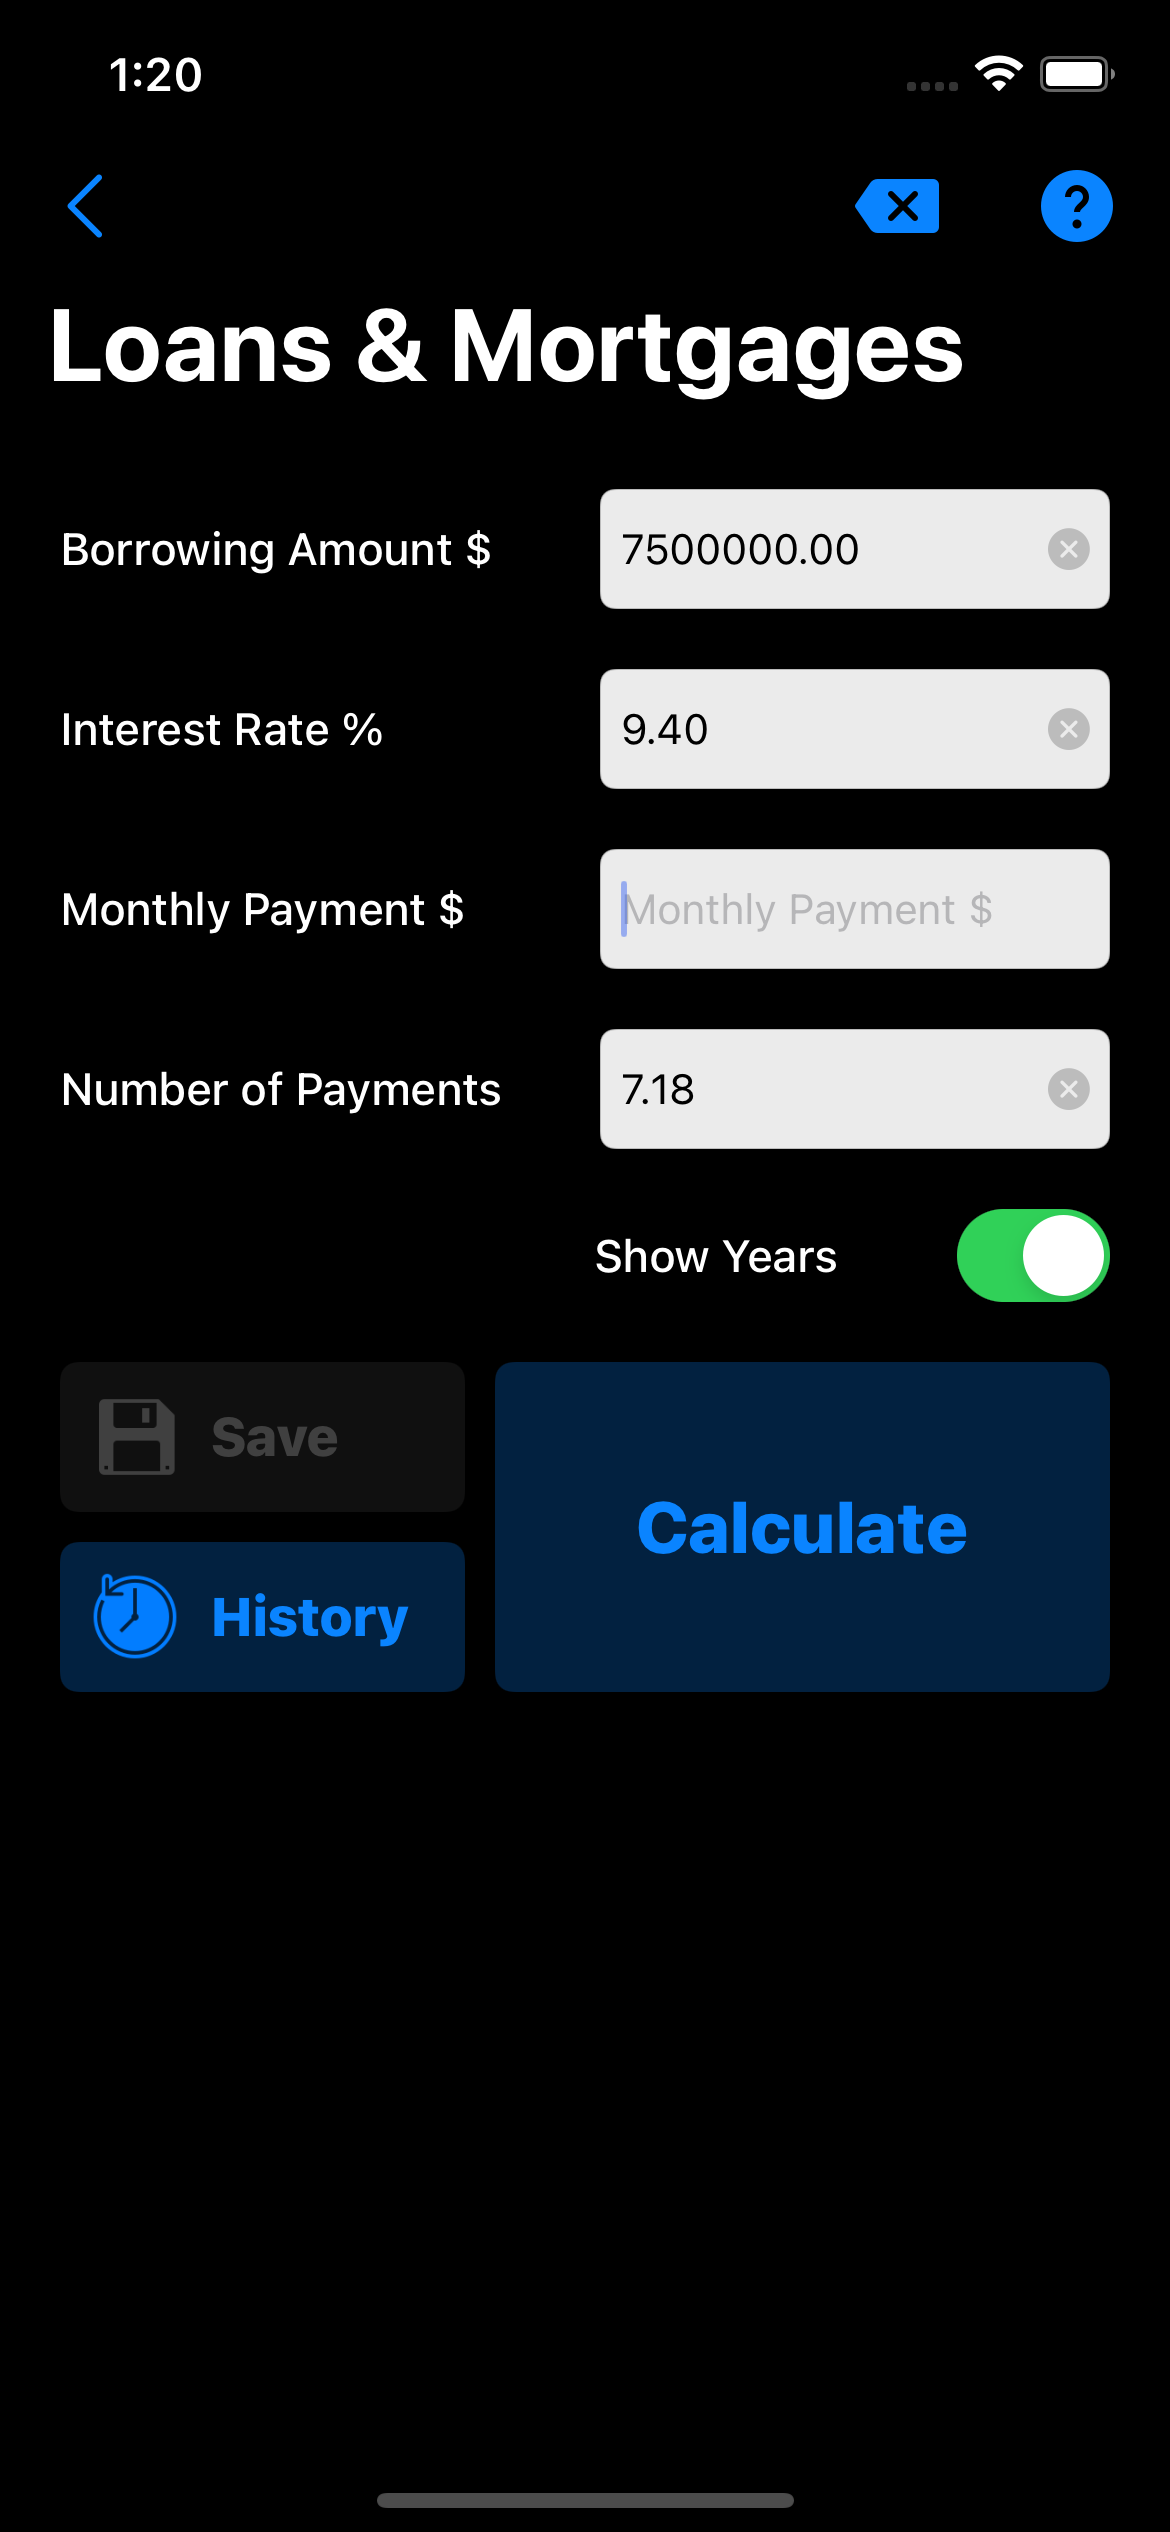 1:20
Loans & Mortgages
Borrowing Amount $ 7500000.00
Interest Rate % 9.40
Monthly Payment $ Monthly Payment $
Number of Payments 7.18
Show Years
Save
Calculate
History